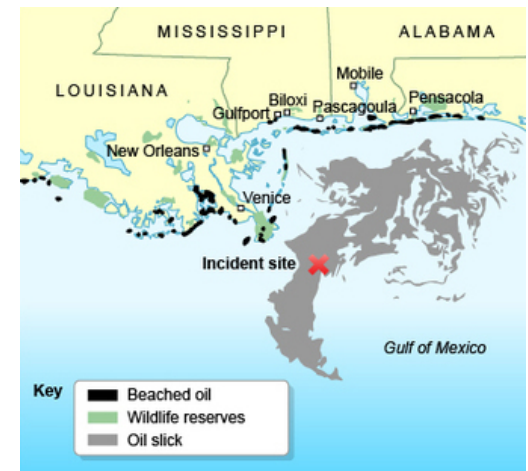 MISSISSIPPI
ALABAMA
LOUISIANA
Mobile
Biloxi
Pensacola
Gulfport
Pascagoula
New Orleans
Venice
Incident site
Gulf of Mexico
Key
Beached oil
Wildlife reserves
Oil slick